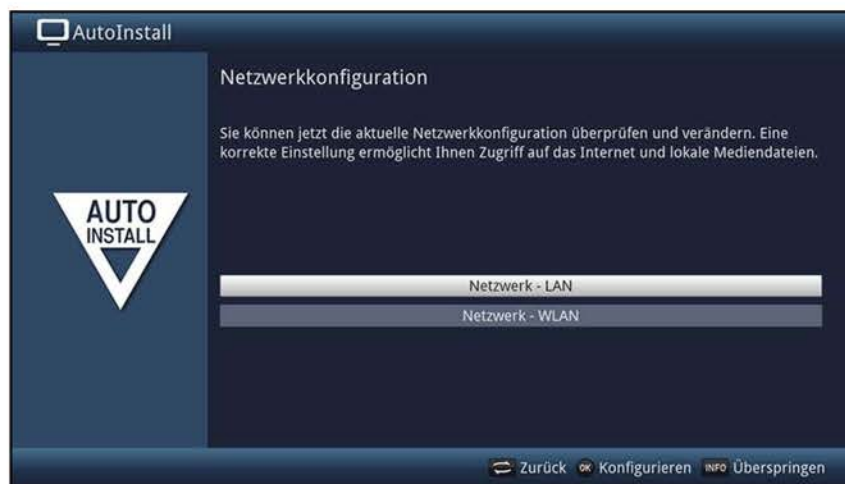 AutoInstall
Netzwerkkonfiguration
Sie können jetzt die aktuelle Netzwerkkonfiguration überprüfen und verändern. Eine
korrekte Einstellung ermöglicht Ihnen Zugriff auf das Internet und lokale Mediendateien.
AUTO
INSTALL
Netzwerk - LAN
Netzwerk - WLAN
Zurück OK Konfigurieren INFO Überspringen